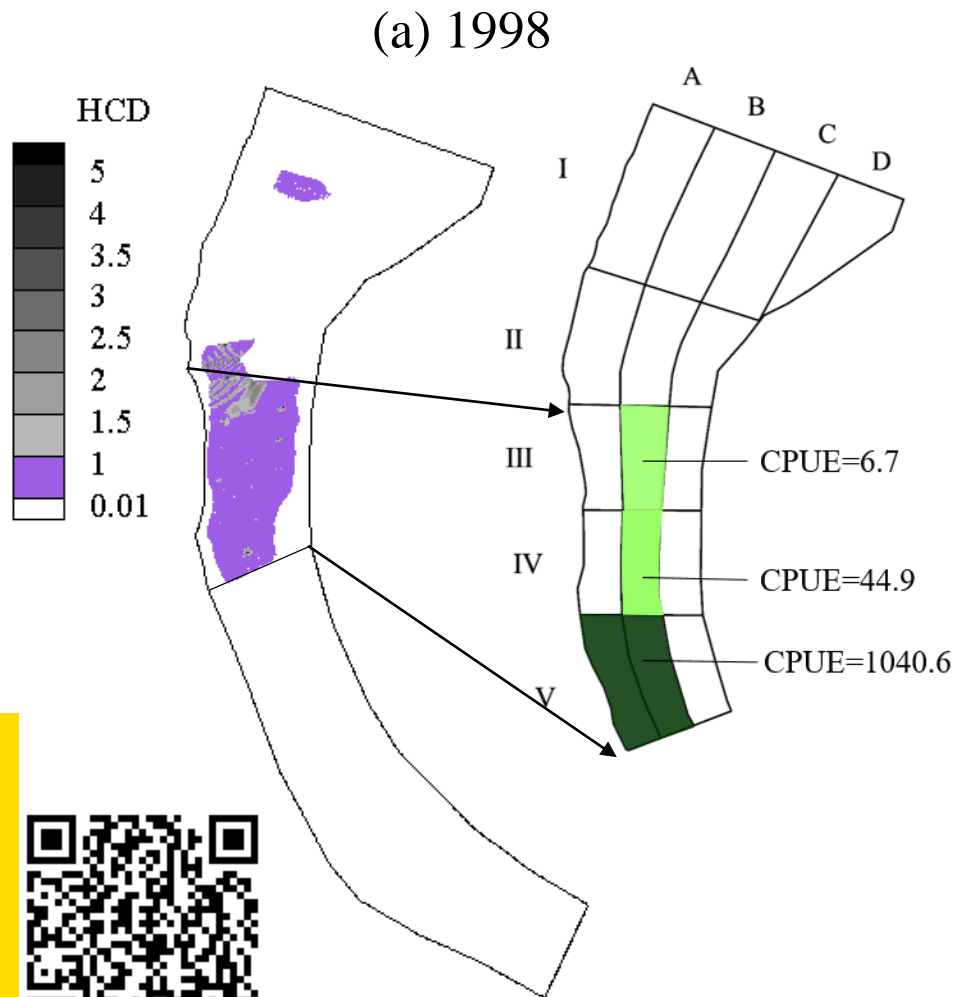 (a) 1998
HCD
5
4
3.5
3
2.5
2
1.5
1
0.01
A
B
C
D
I
II
III
IV
V
CPUE=6.7
CPUE=44.9
CPUE=1040.6